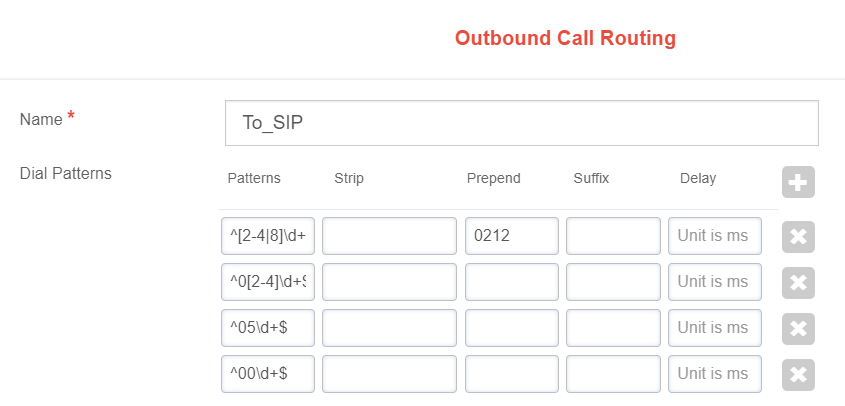 Outbound Call Routing
Name *
To_SIP
Dial Patterns
Patterns Strip Prepend Suffix Delay
^[2-4|8]\d+ 0212 Unit is ms
^0[2-4]\d+$ Unit is ms
^05\d+$ Unit is ms
^00\d+$ Unit is ms